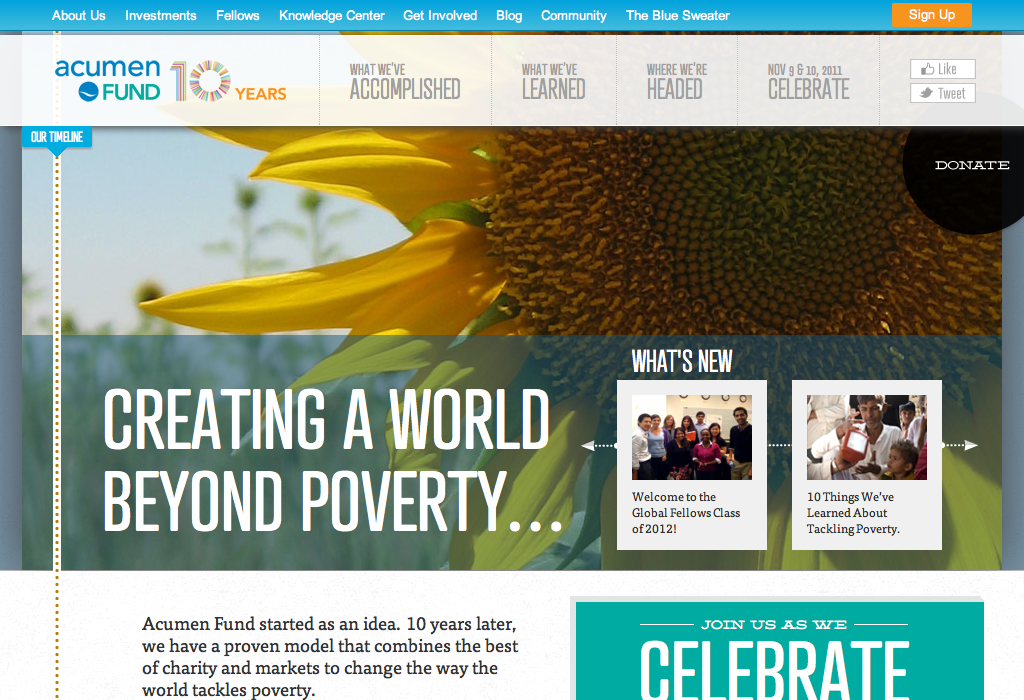 About Us Investments Fellows Knowledge Center Get Involved Blog Community The Blue Sweater Sign Up
acumen
FUND
10 YEARS
WHAT WE'VE
ACCOMPLISHED
WHAT WE'VE
LEARNED
WHERE WE'RE
HEADED
NOV 9 & 10, 2011
CELEBRATE
Like
Tweet
OUR TIMELINE
DONATE
CREATING A WORLD
BEYOND POVERTY...
WHAT'S NEW
Welcome to the
Global Fellows Class
of 2012!
10 Things We've
Learned About
Tackling Poverty.
Acumen Fund started as an idea. 10 years later,
we have a proven model that combines the best
of charity and markets to change the way the
world tackles poverty.
JOIN US AS WE
CELEBRATE